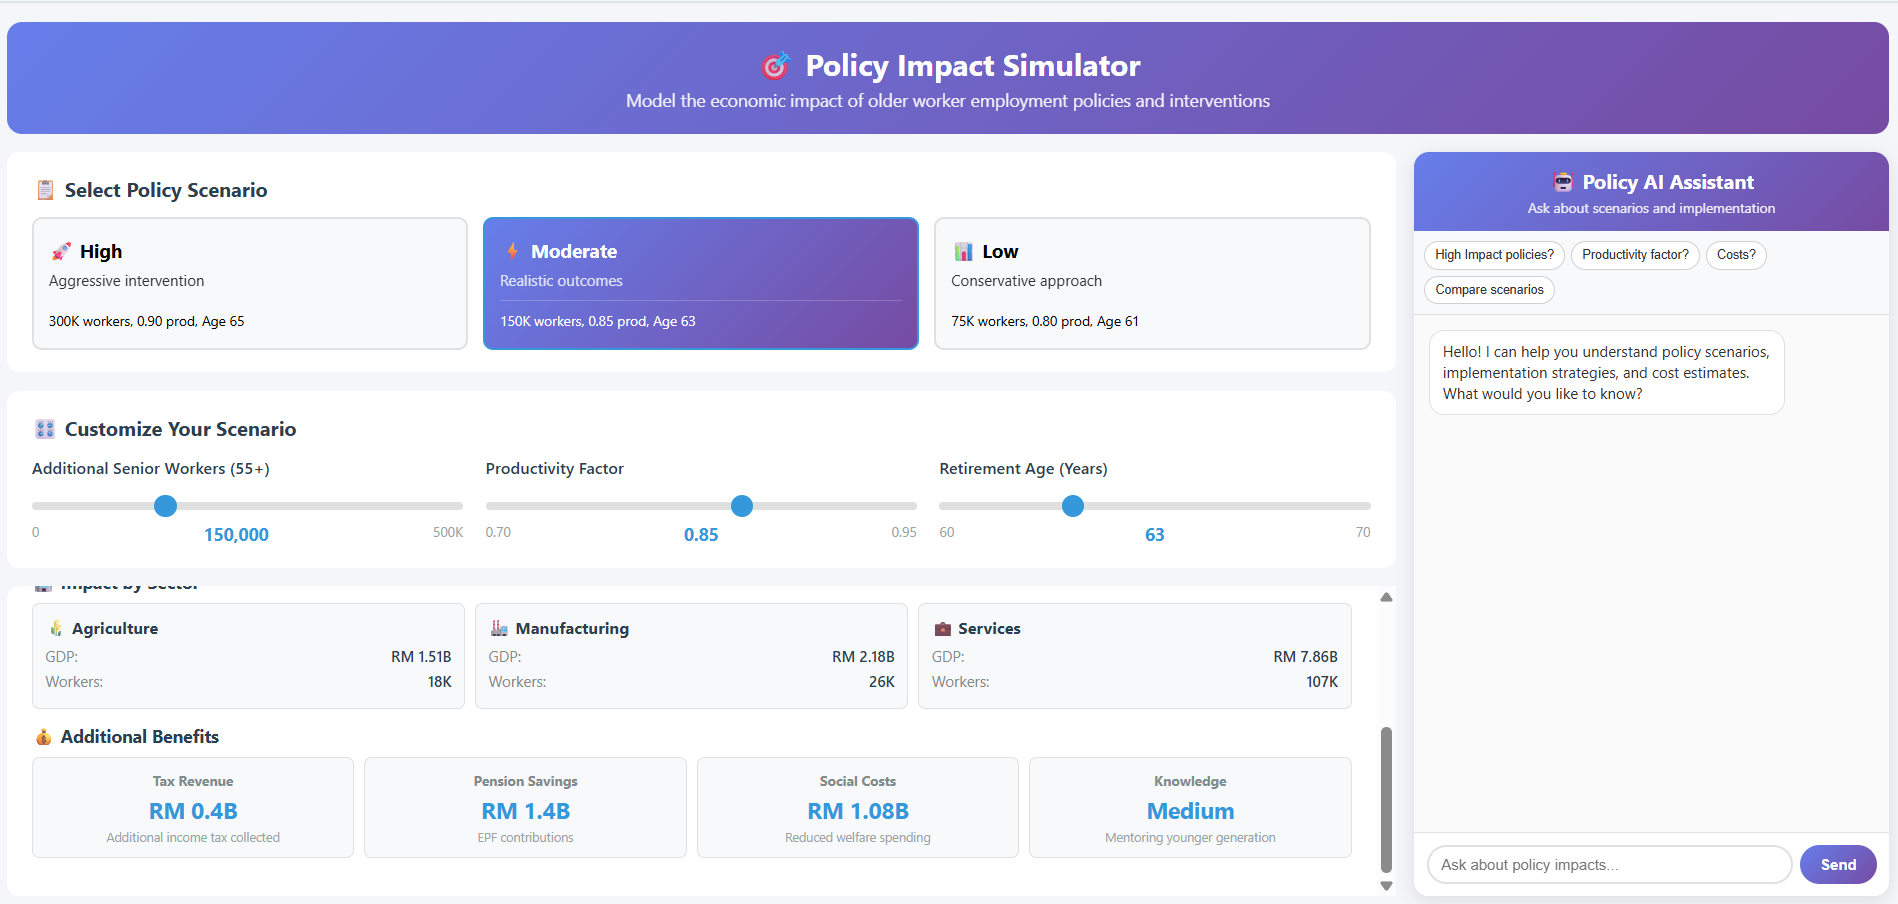 Policy Impact Simulator
Model the economic impact of older worker employment policies and interventions
Select Policy Scenario
High
Aggressive intervention
300K workers, 0.90 prod, Age 65
Moderate
Realistic outcomes
150K workers, 0.85 prod, Age 63
Low
Conservative approach
75K workers, 0.80 prod, Age 61
Customize Your Scenario
Additional Senior Workers (55+)
0
150,000
500K
Productivity Factor
0.70
0.85
0.95
Retirement Age (Years)
60
63
70
Impact by Sector
Agriculture
GDP: RM 1.51B
Workers: 18K
Manufacturing
GDP: RM 2.18B
Workers: 26K
Services
GDP: RM 7.86B
Workers: 107K
Additional Benefits
Tax Revenue
RM 0.4B
Additional income tax collected
Pension Savings
RM 1.4B
EPF contributions
Social Costs
RM 1.08B
Reduced welfare spending
Knowledge
Medium
Mentoring younger generation
Policy AI Assistant
Ask about scenarios and implementation
High Impact policies?
Productivity factor?
Costs?
Compare scenarios
Hello! I can help you understand policy scenarios,
implementation strategies, and cost estimates.
What would you like to know?
Ask about policy impacts...
Send